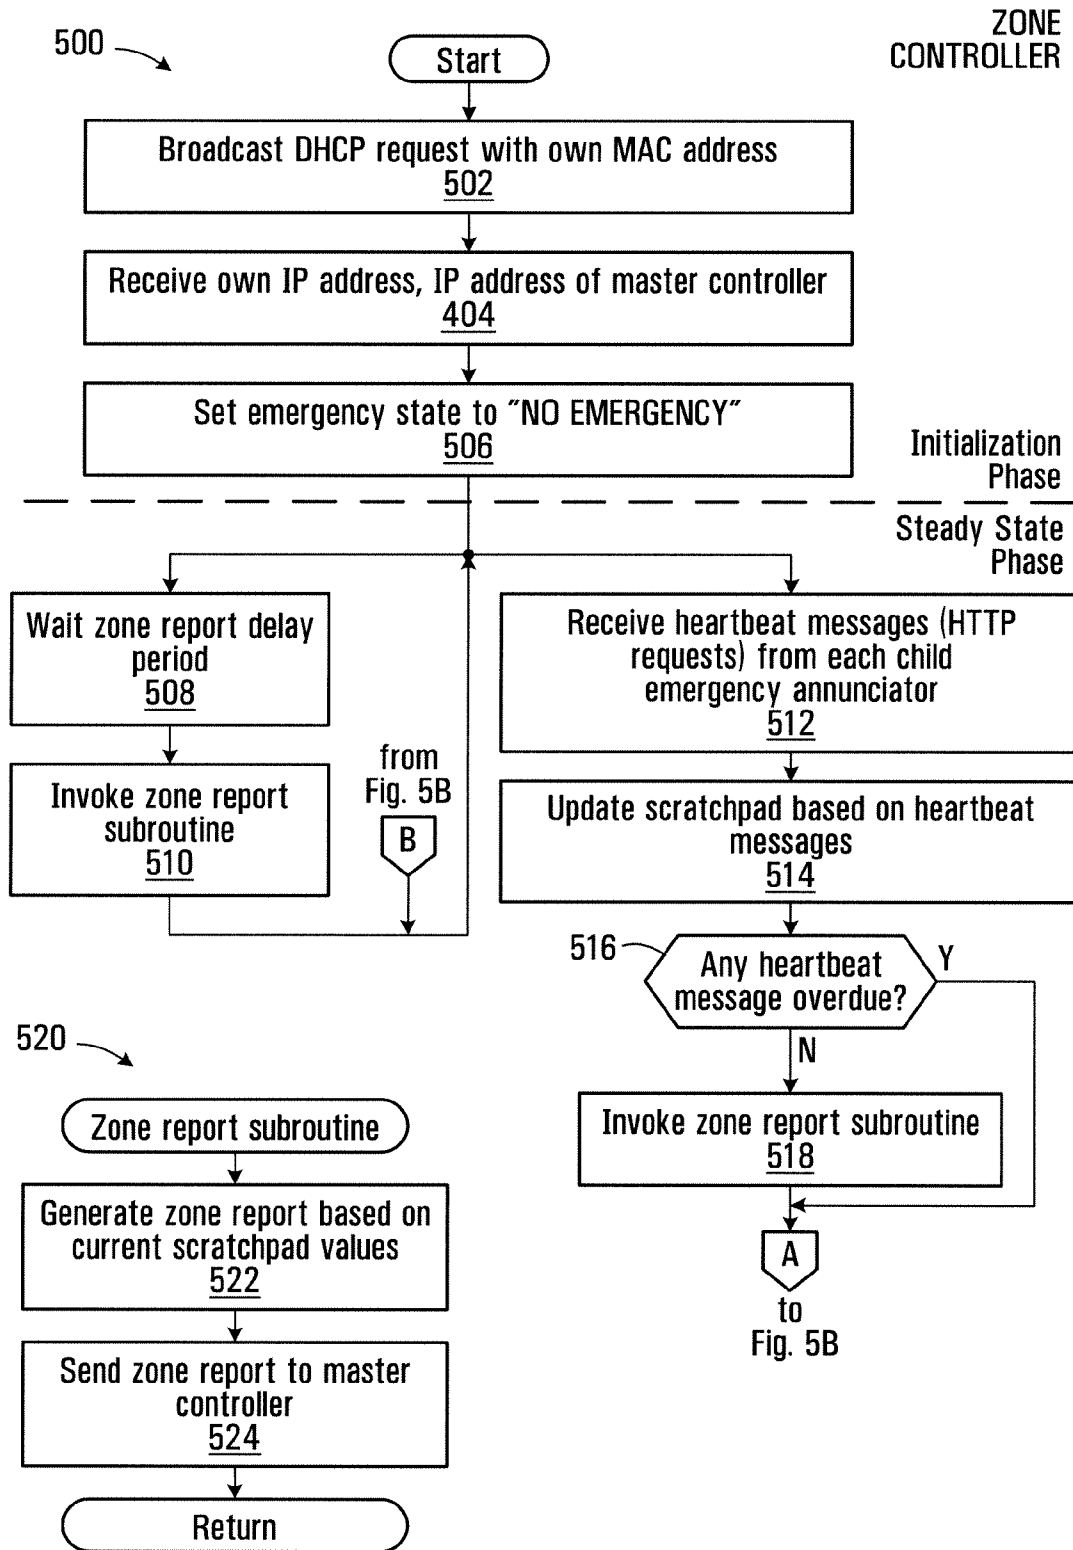 500
ZONE
CONTROLLER
Start
Broadcast DHCP request with own MAC address
502
Receive own IP address, IP address of master controller
404
Set emergency state to "NO EMERGENCY"
506
Initialization
Phase
Steady State
Phase
Wait zone report delay
period
508
Invoke zone report
subroutine
510
from
Fig. 5B
B
Receive heartbeat messages (HTTP
requests) from each child
emergency annunciator
512
Update scratchpad based on heartbeat
messages
514
516
Any heartbeat
message overdue?
Y
N
Invoke zone report subroutine
518
A
to
Fig. 5B
520
Zone report subroutine
Generate zone report based on
current scratchpad values
522
Send zone report to master
controller
524
Return